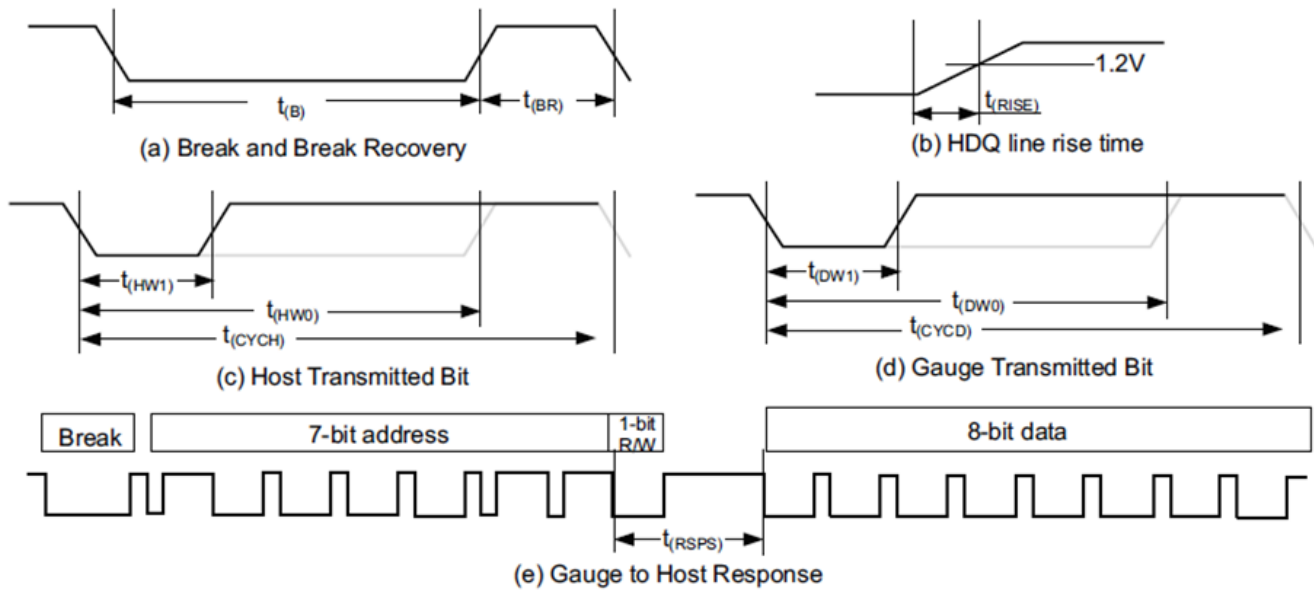 t(B)
t(BR)
(a) Break and Break Recovery
1.2V
t(RISE)
(b) HDQ line rise time
t(HW1)
t(HW0)
t(CYCH)
(c) Host Transmitted Bit
t(DW1)
t(DW0)
t(CYCD)
(d) Gauge Transmitted Bit
Break
7-bit address
1-bit
R/W
8-bit data
t(RSPS)
(e) Gauge to Host Response